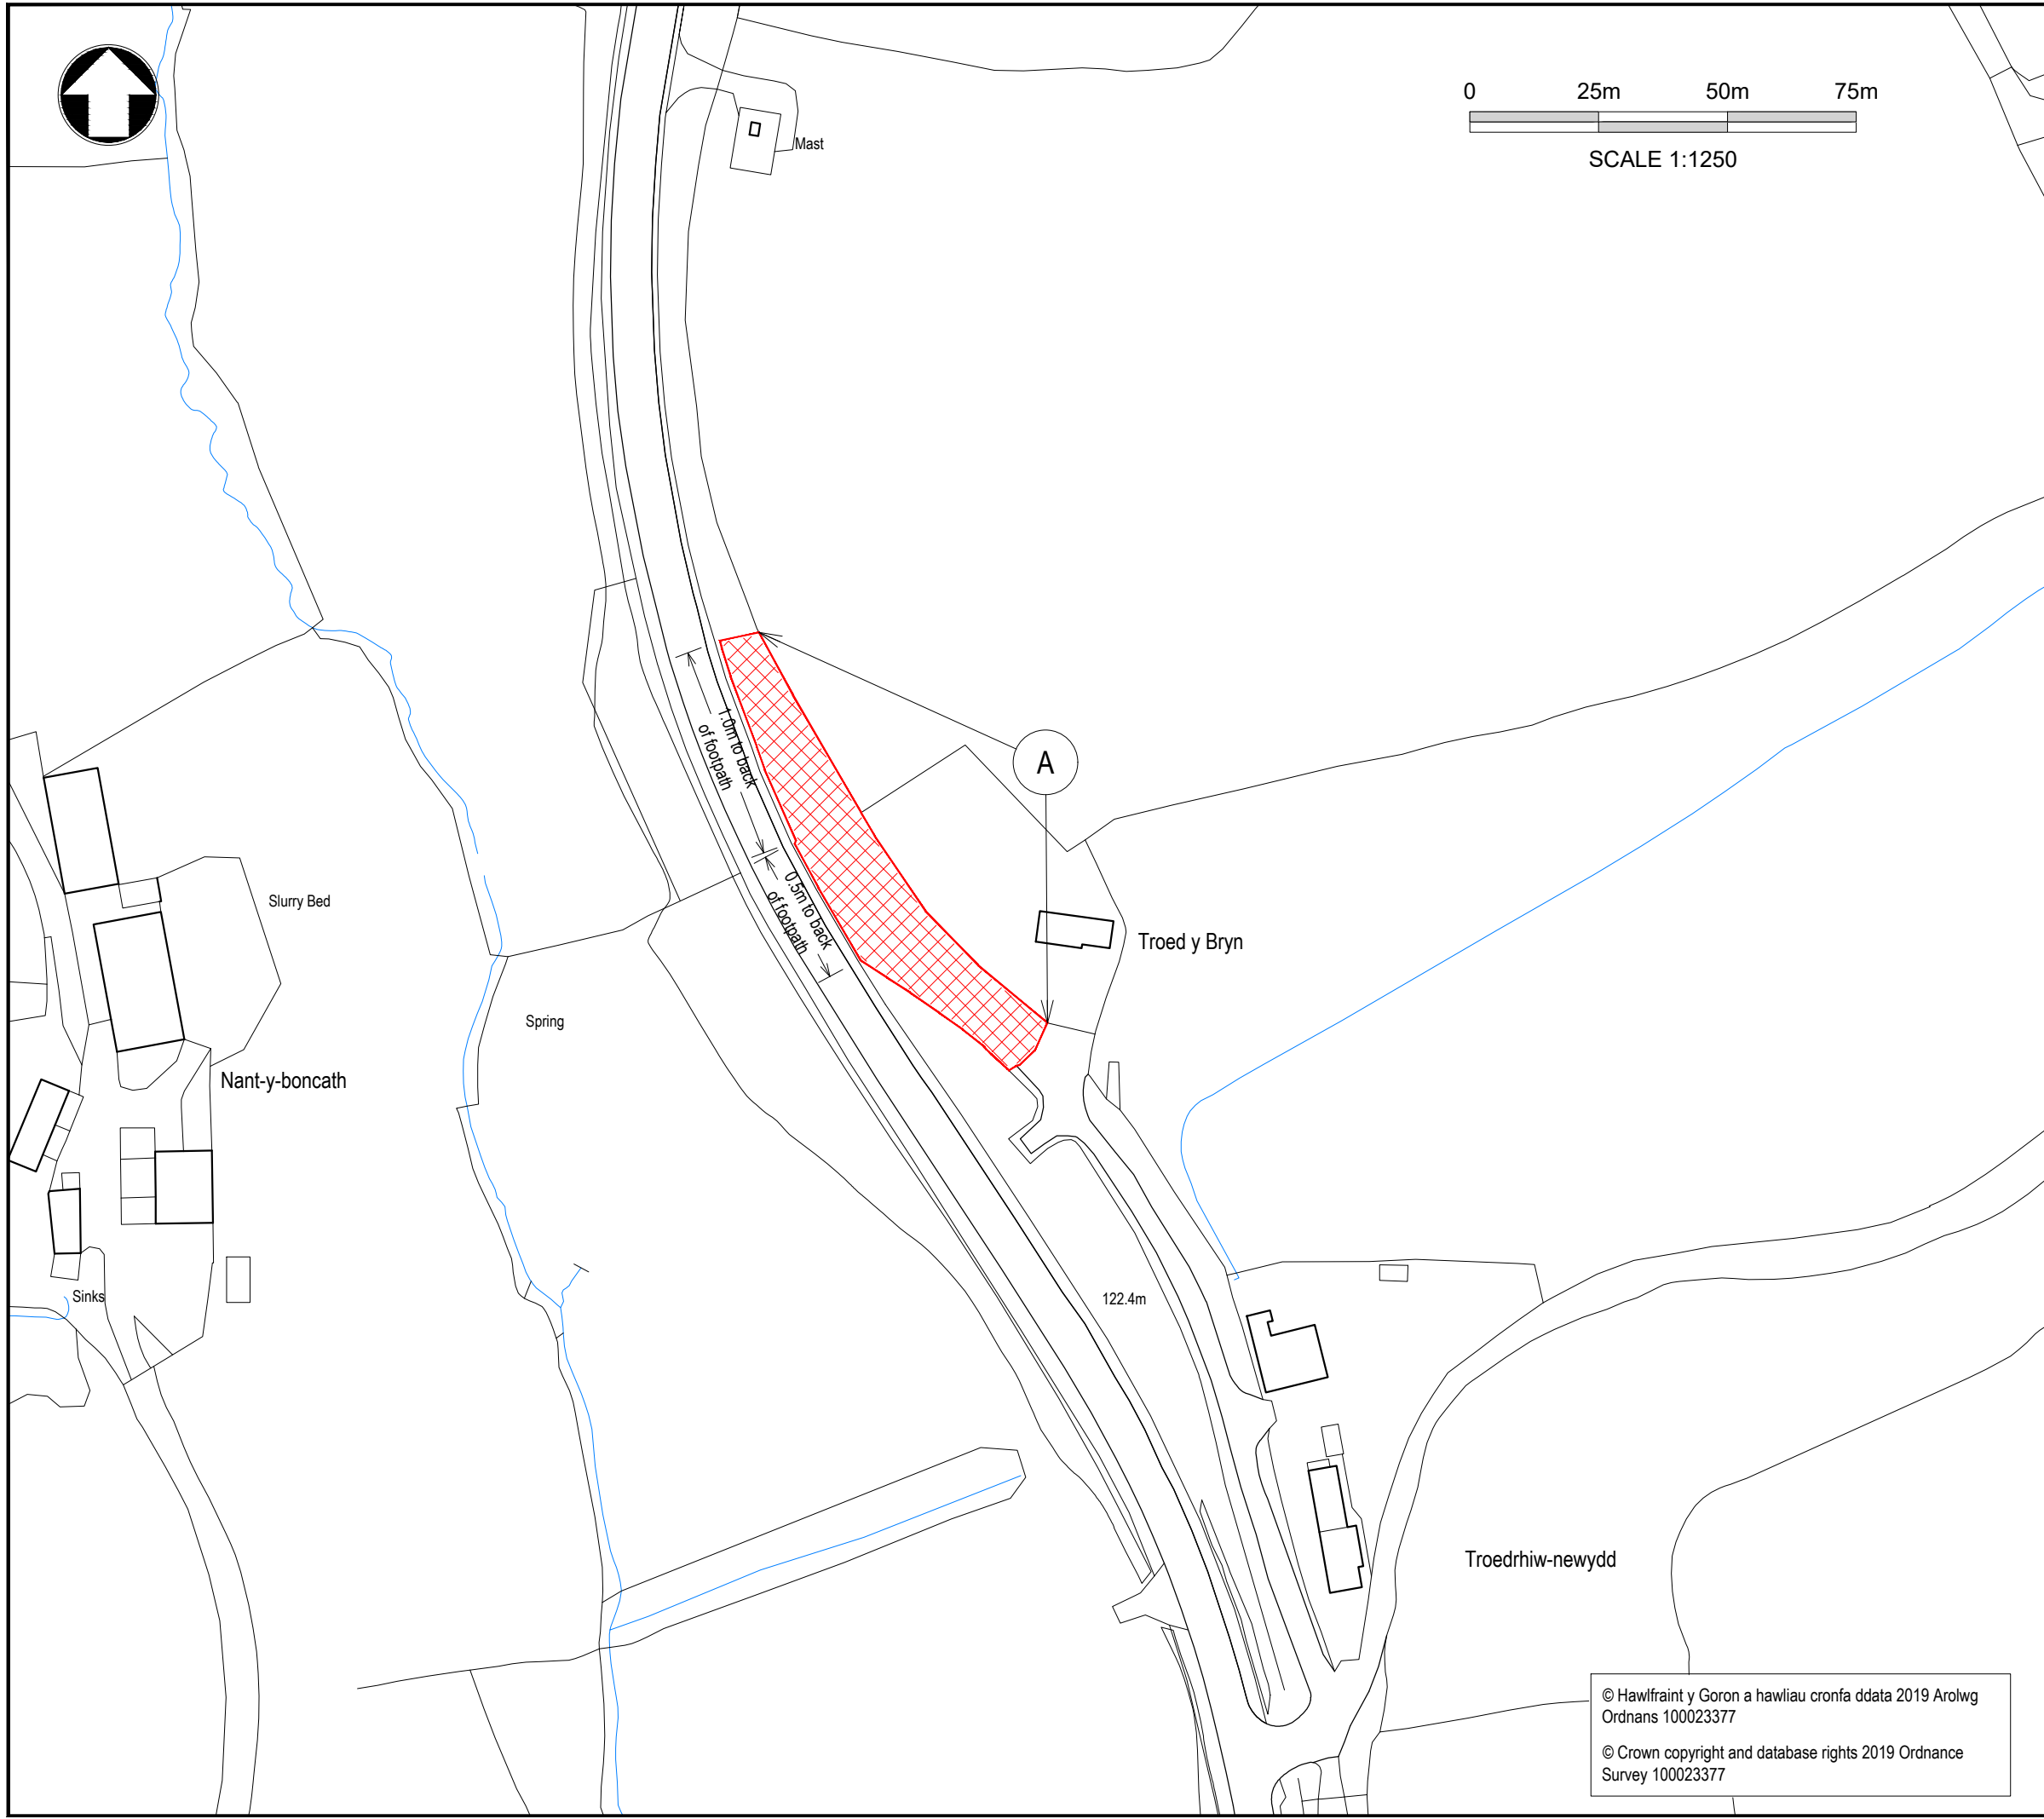 0 25m 50m 75m
SCALE 1:1250
Mast
1.0m to back
of footpath
A
0.5m to back
of footpath
Troed y Bryn
Slurry Bed
Spring
Nant-y-boncath
Sinks
122.4m
Troedrhiw-newydd
© Hawlfraint y Goron a hawliau cronfa ddata 2019 Arolwg
Ordnans 100023377
© Crown copyright and database rights 2019 Ordnance
Survey 100023377